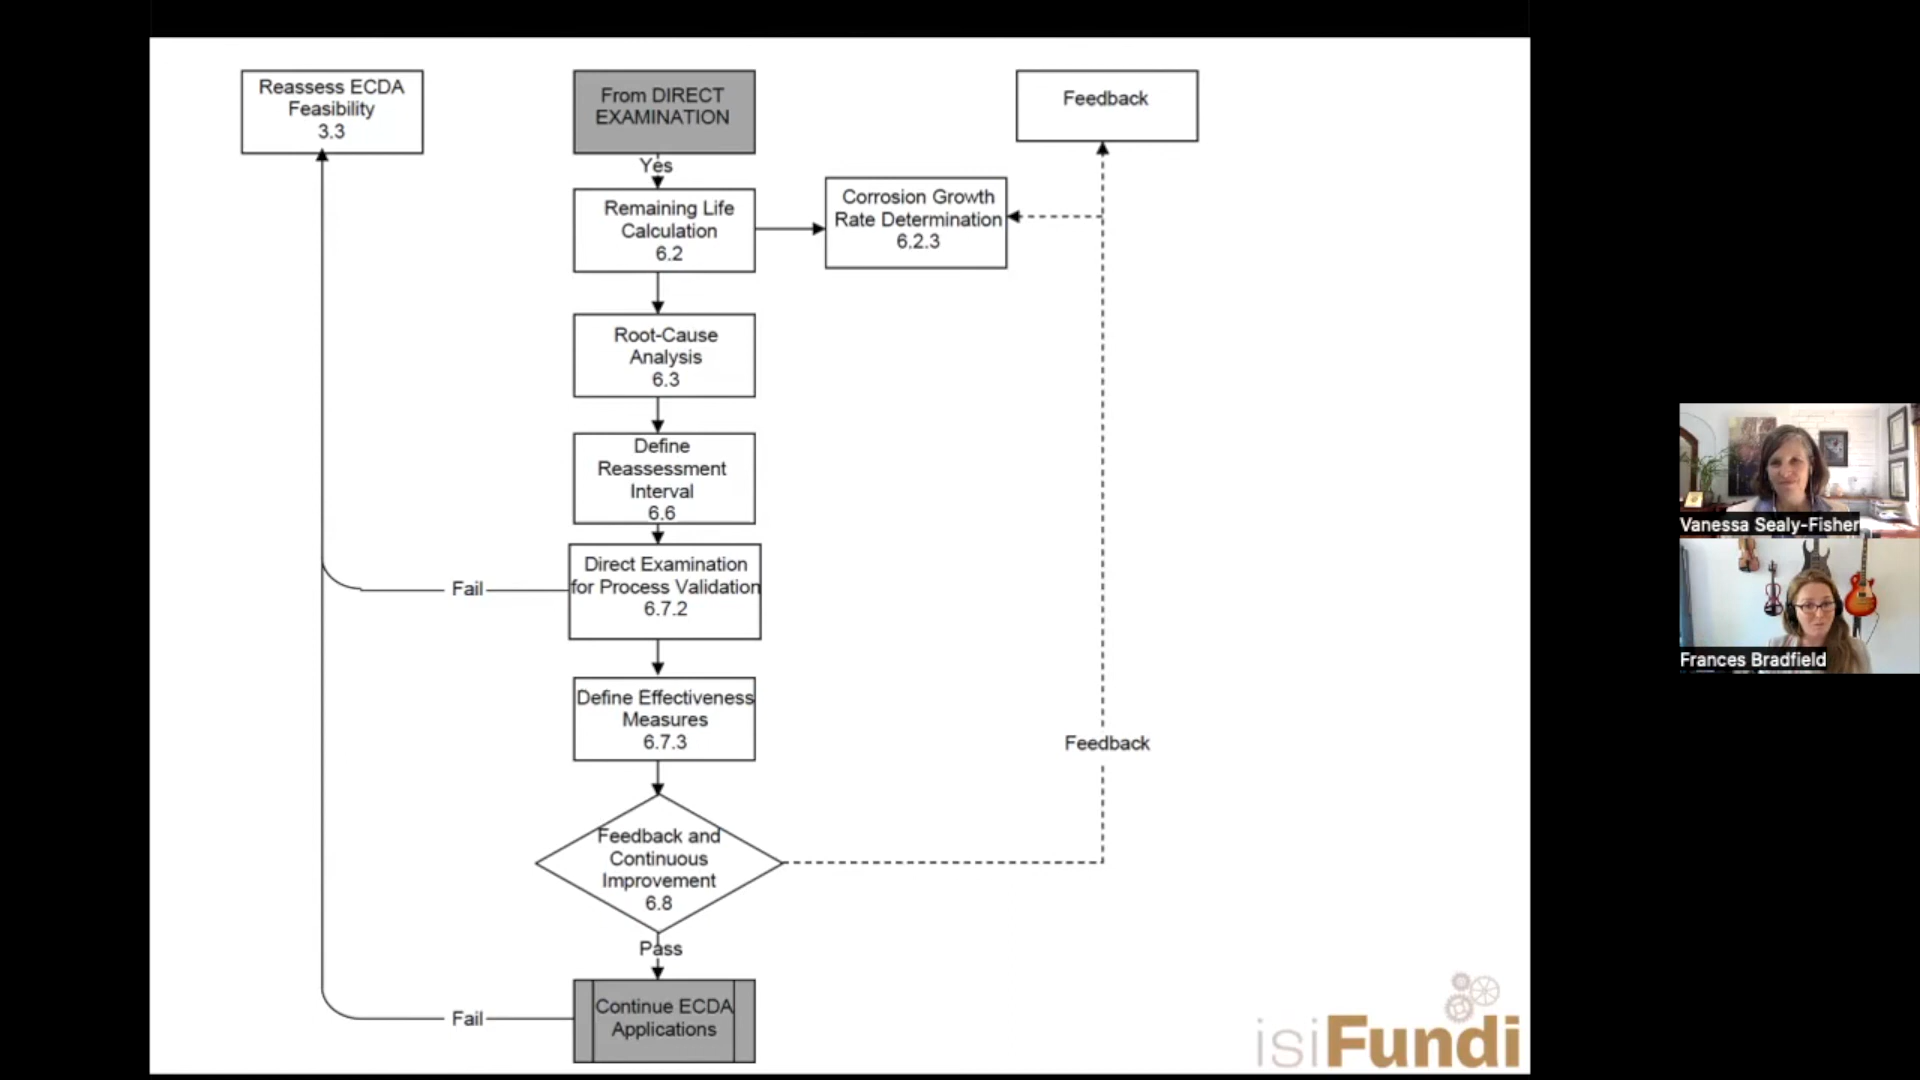 Reassess ECDA
Feasibility
3.3
From DIRECT
EXAMINATION
Feedback
Yes
Remaining Life
Calculation
6.2
Corrosion Growth
Rate Determination
6.2.3
Root-Cause
Analysis
6.3
Define
Reassessment
Interval
6.6
Direct Examination
for Process Validation
6.7.2
Fail
Define Effectiveness
Measures
6.7.3
Feedback
Feedback and
Continuous
Improvement
6.8
Pass
Continue ECDA
Applications
Fail
isiFundi
Vanessa Sealy-Fisher
Frances Bradfield